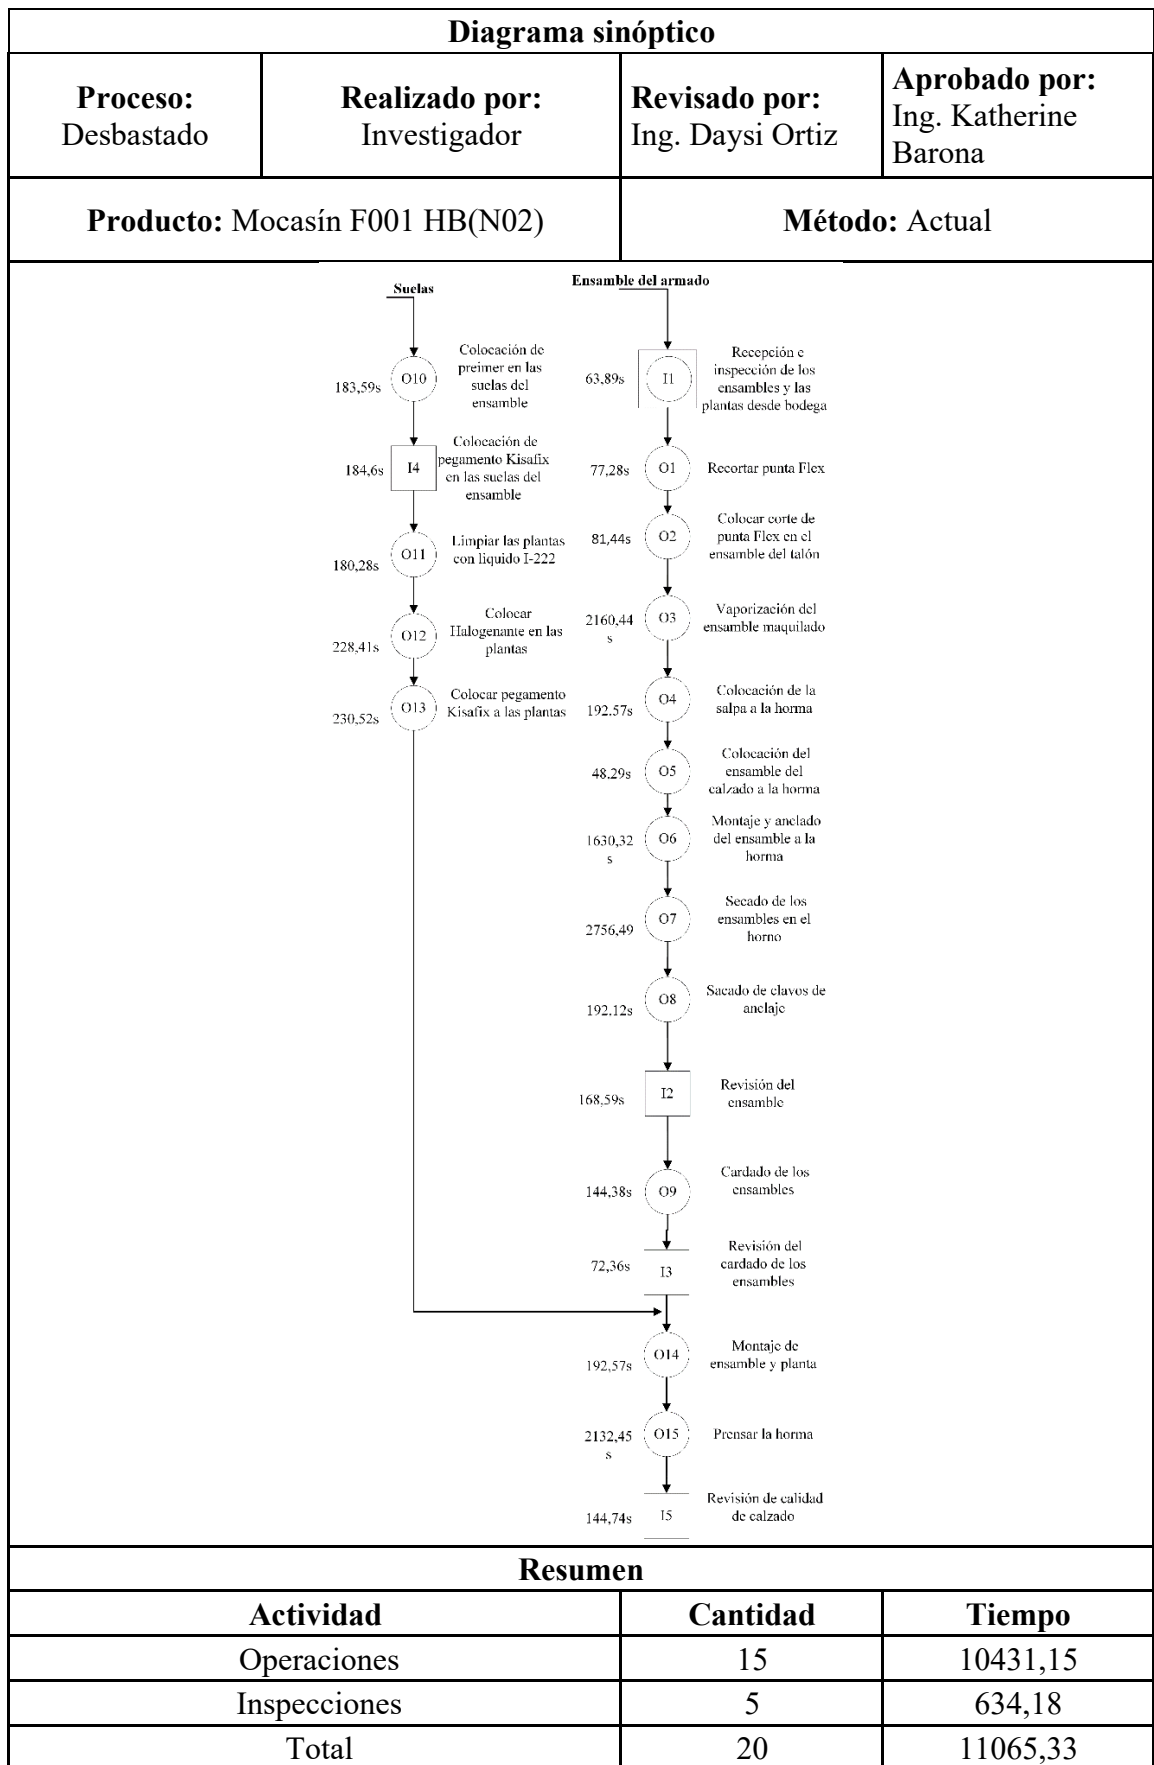 Diagrama sinóptico
Proceso:
Desbastado
Realizado por:
Investigador
Revisado por:
Ing. Daysi Ortiz
Aprobado por:
Ing. Katherine
Barona
Producto: Mocasín F001 HB(N02)
Método: Actual
Suelas
183,59s
O10
Colocación de
preimer en las
suelas del
ensamble
184,6s
I4
Colocación de
pegamento Kisafix
en las suelas del
ensamble
180,28s
O11
Limpiar las plantas
con liquido I-222
228,41s
O12
Colocar
Halogenante en las
plantas
230,52s
O13
Colocar pegamento
Kisafix a las plantas
Ensamble del armado
63,89s
I1
Recepción e
inspección de los
ensambles y las
plantas desde bodega
77,28s
O1
Recortar punta Flex
81,44s
O2
Colocar corte de
punta Flex en el
ensamble del talón
2160,44
s
O3
Vaporización del
ensamble maquilado
192.57s
O4
Colocación de la
salpa a la horma
48.29s
O5
Colocación del
ensamble del
calzado a la horma
1630,32
s
O6
Montaje y anclado
del ensamble a la
horma
2756,49
O7
Secado de los
ensambles en el
horno
192.12s
O8
Sacado de clavos de
anclaje
168,59s
I2
Revisión del
ensamble
144,38s
O9
Cardado de los
ensambles
72,36s
I3
Revisión del
cardado de los
ensambles
192,57s
O14
Montaje de
ensamble y planta
2132,45
s
O15
Prensar la horma
144,74s
I5
Revisión de calidad
de calzado
Resumen
Actividad Cantidad Tiempo
Operaciones 15 10431,15
Inspecciones 5 634,18
Total 20 11065,33